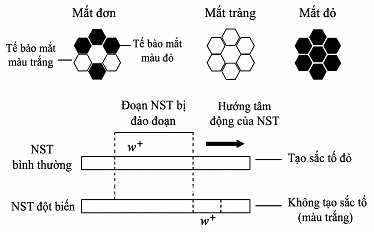 Mắt đơn
Mắt tràng
Mắt đỏ
Tế bào mắt
màu trắng
Tế bào mắt
màu đỏ
Đoạn NST bị
đảo đoạn
Hướng tâm
động của NST
NST
bình thường
w+
Tạo sắc tố đỏ
NST đột biến
w+
Không tạo sắc tố
(màu trắng)